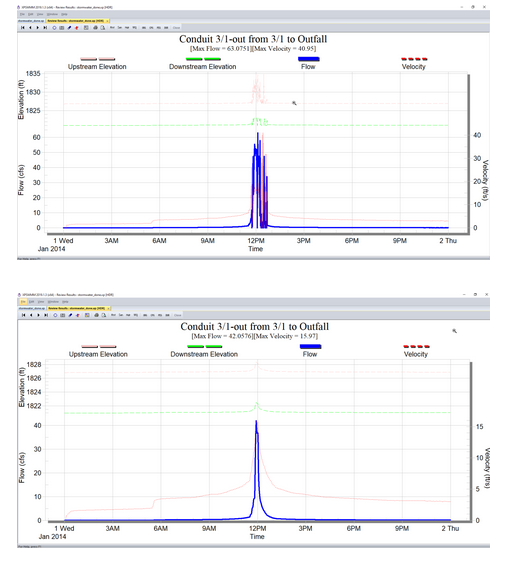 Conduit 3/1-out from 3/1 to Outfall
[Max Flow = 63.0751][Max Velocity = 40.95]
Upstream Elevation Downstream Elevation Flow Velocity
Elevation (ft)
1835
1830
1825
Flow (cfs)
60
50
40
30
20
10
0
Velocity (ft/s)
40
30
20
10
0
1 Wed 3AM 6AM 9AM 12PM 3PM 6PM 9PM 2 Thu
Jan 2014 Time
Conduit 3/1-out from 3/1 to Outfall
[Max Flow = 42.0576][Max Velocity = 15.97]
Upstream Elevation Downstream Elevation Flow Velocity
Elevation (ft)
1828
1826
1824
1822
Flow (cfs)
40
30
20
10
0
Velocity (ft/s)
15
10
5
0
1 Wed 3AM 6AM 9AM 12PM 3PM 6PM 9PM 2 Thu
Jan 2014 Time